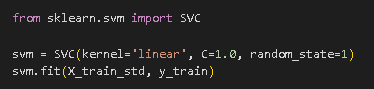 from sklearn.svm import SVC

svm = SVC(kernel='linear', C=1.0, random_state=1)
svm.fit(X_train_std, y_train)